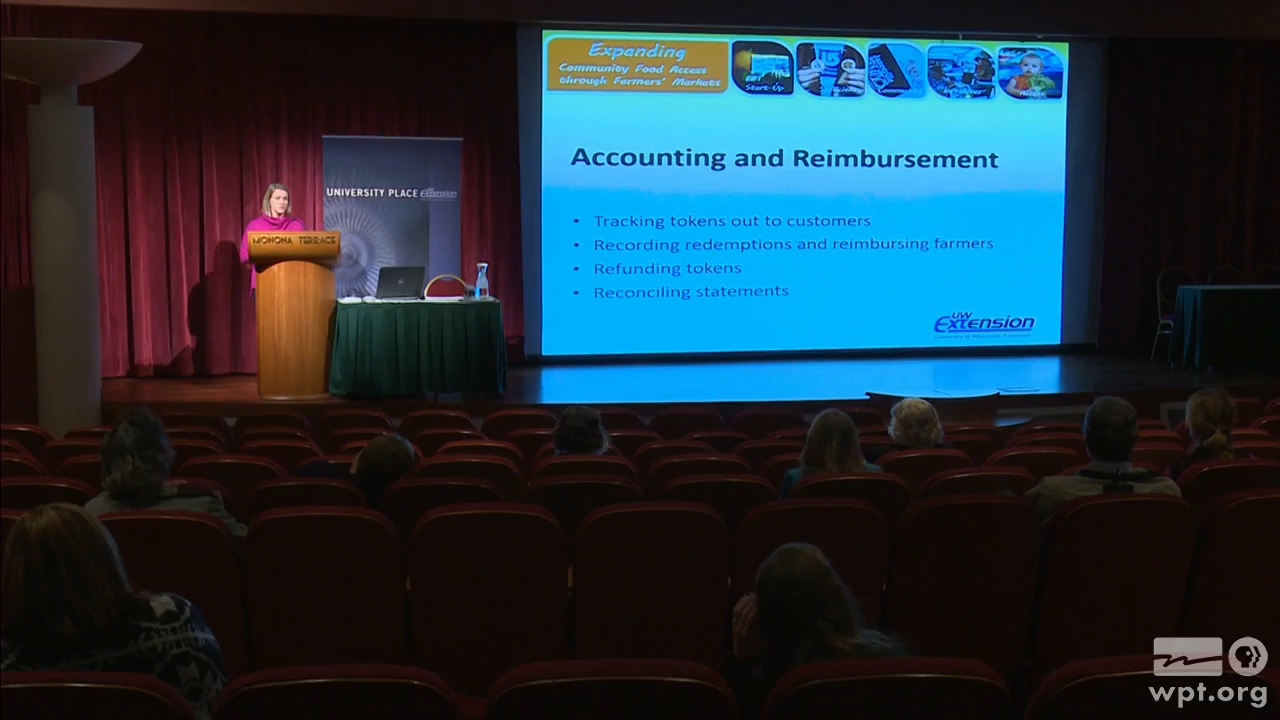 Expanding
Community Food Access
through Farmers' Markets
Start-Up
Community
Accounting and Reimbursement
• Tracking tokens out to customers
• Recording redemptions and reimbursing farmers
• Refunding tokens
• Reconciling statements
UW
Extension
UNIVERSITY PLACE
Extension
MONONA TERRACE
wpt.org